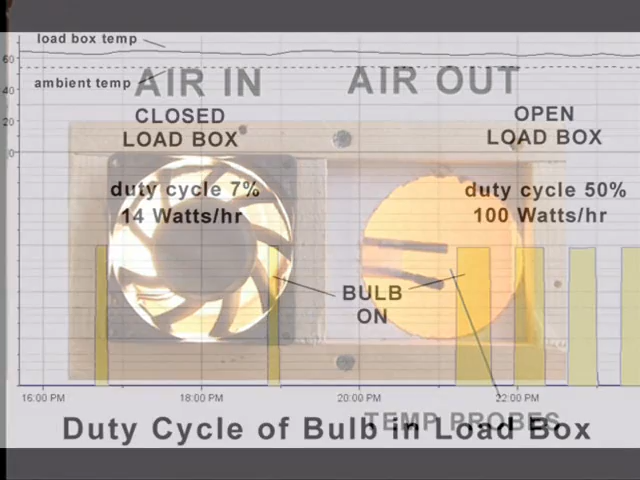 load box temp
60
ambient temp
40
AIR IN
AIR OUT
CLOSED
LOAD BOX
OPEN
LOAD BOX
20
0
duty cycle 7%
14 Watts/hr
duty cycle 50%
100 Watts/hr
BULB
ON
16:00 PM
18:00 PM
20:00 PM
22:00 PM
TEMP PROBES
Duty Cycle of Bulb in Load Box